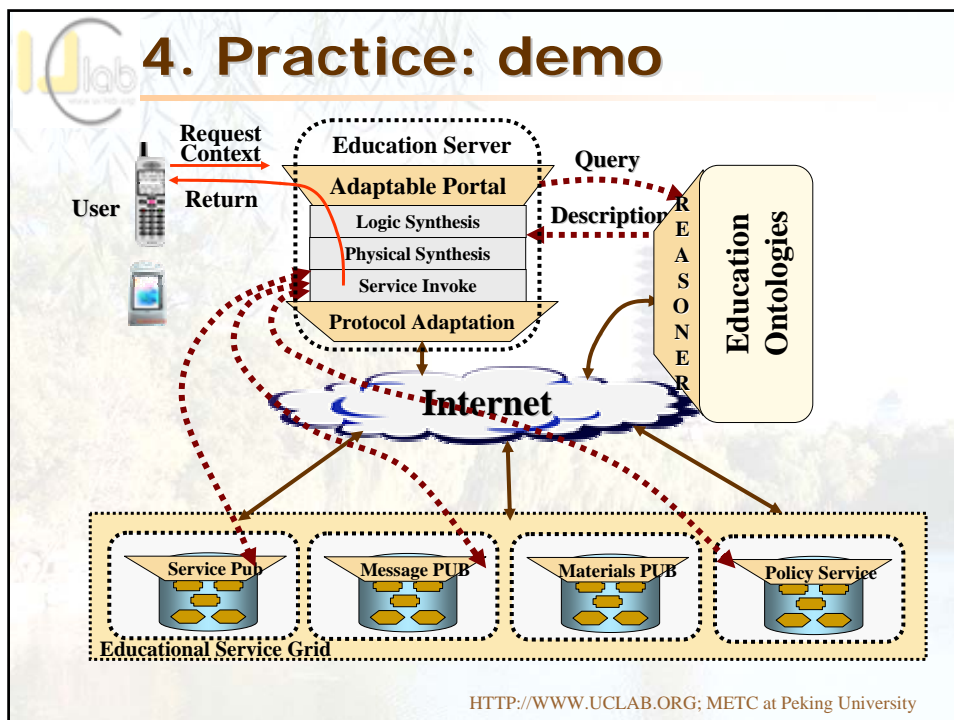 UC lab
4. Practice: demo
Request
Context
Return
User
Education Server
Adaptable Portal
Logic Synthesis
Physical Synthesis
Service Invoke
Protocol Adaptation
Query
Description
REASONER
Education
Ontologies
Internet
Service Pub
Message PUB
Materials PUB
Policy Service
Educational Service Grid
HTTP://WWW.UCLAB.ORG; METC at Peking University